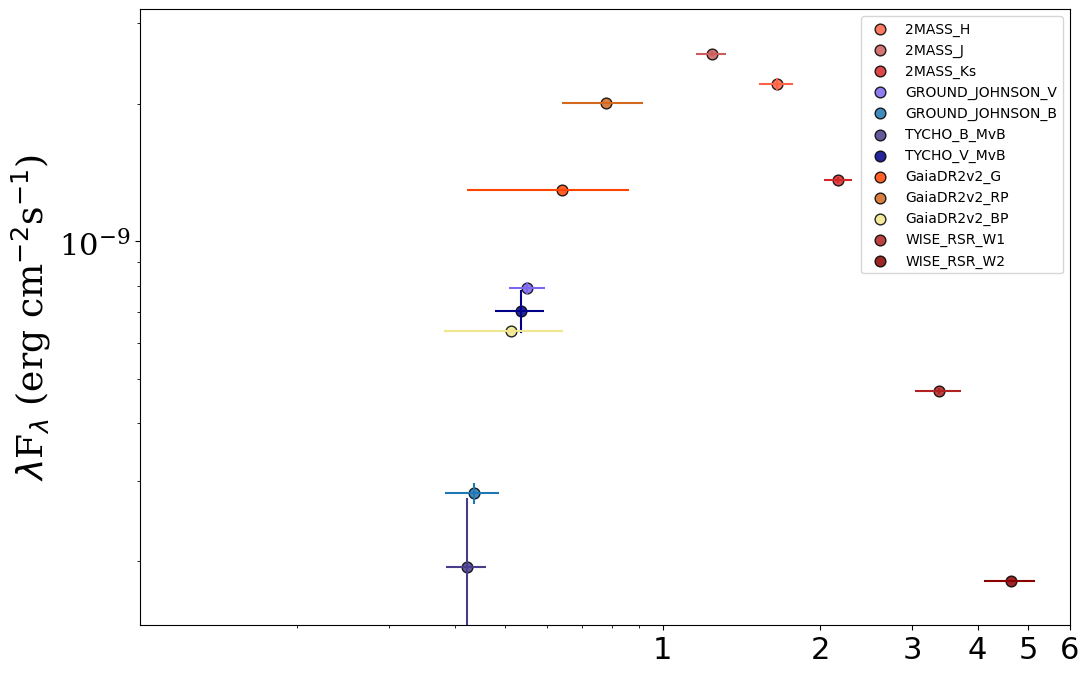 λF_λ (erg cm⁻²s⁻¹)
10⁻⁹
2MASS_H
2MASS_J
2MASS_Ks
GROUND_JOHNSON_V
GROUND_JOHNSON_B
TYCHO_B_MvB
TYCHO_V_MvB
GaiaDR2v2_G
GaiaDR2v2_RP
GaiaDR2v2_BP
WISE_RSR_W1
WISE_RSR_W2
1 2 3 4 5 6